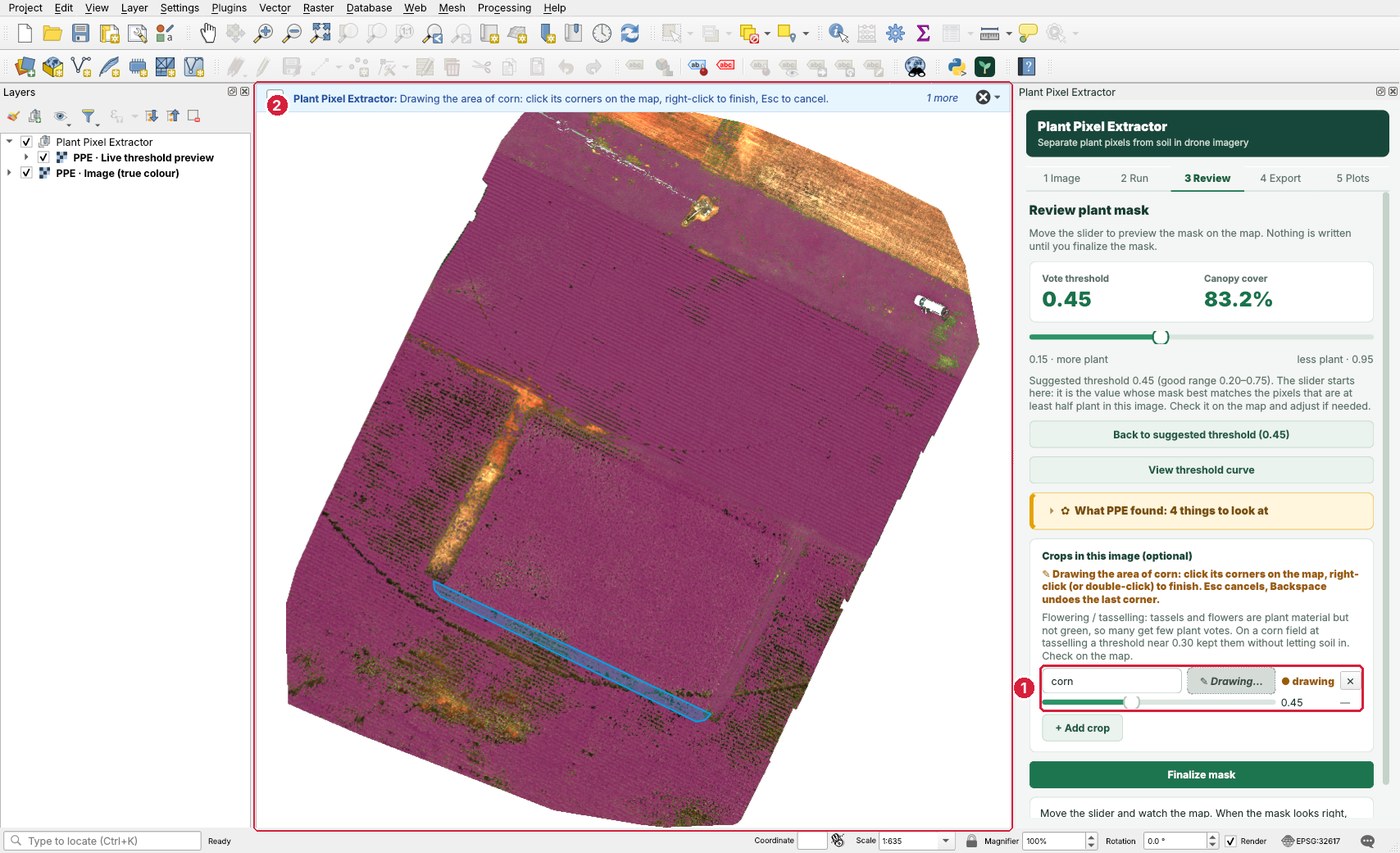 Project Edit View Layer Settings Plugins Vector Raster Database Web Mesh Processing Help
Layers
Plant Pixel Extractor
PPE · Live threshold preview
PPE · Image (true colour)
2
Plant Pixel Extractor: Drawing the area of corn: click its corners on the map, right-click to finish, Esc to cancel.
1 more
Plant Pixel Extractor
Plant Pixel Extractor
Separate plant pixels from soil in drone imagery
1 Image 2 Run 3 Review 4 Export 5 Plots
Review plant mask
Move the slider to preview the mask on the map. Nothing is written
until you finalize the mask.
Vote threshold Canopy cover
0.45 83.2%
0.15 · more plant less plant · 0.95
Suggested threshold 0.45 (good range 0.20–0.75). The slider starts
here: it is the value whose mask best matches the pixels that are at
least half plant in this image. Check it on the map and adjust if needed.
Back to suggested threshold (0.45)
View threshold curve
What PPE found: 4 things to look at
Crops in this image (optional)
✎ Drawing the area of corn: click its corners on the map, right-
click (or double-click) to finish. Esc cancels, Backspace
undoes the last corner.
Flowering / tasselling: tassels and flowers are plant material but
not green, so many get few plant votes. On a corn field at
tasselling a threshold near 0.30 kept them without letting soil in.
Check on the map.
1
corn ✎ Drawing... ● drawing ✕
0.45 —
+ Add crop
Finalize mask
Move the slider and watch the map. When the mask looks right,
Type to locate (Ctrl+K) Ready Coordinate Scale 1:635 Magnifier 100% Rotation 0.0 ° Render EPSG:32617